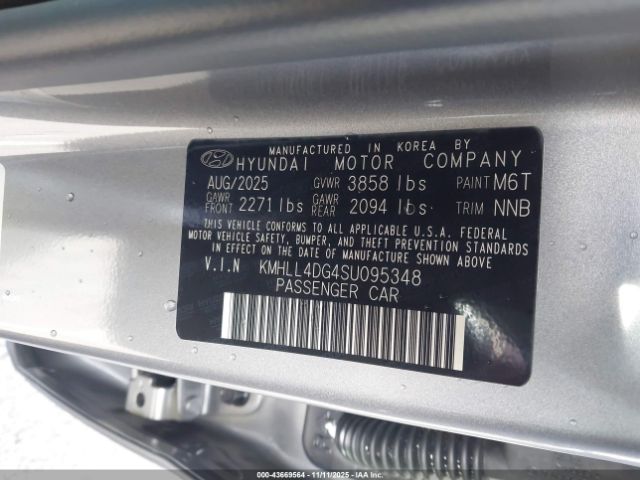 MANUFACTURED IN KOREA BY
HYUNDAI MOTOR COMPANY
AUG/2025 GVWR 3858 lbs PAINT M6T
GAWR FRONT 2271 lbs GAWR REAR 2094 lbs TRIM NNB
THIS VEHICLE CONFORMS TO ALL APPLICABLE U.S.A. FEDERAL
MOTOR VEHICLE SAFETY, BUMPER, AND THEFT PREVENTION STANDARDS
IN EFFECT ON THE DATE OF MANUFACTURE SHOWN ABOVE.
V.I.N KMHLL4DG4SU095348
PASSENGER CAR
000-43669564 - 11/11/2025 - IAAI.COM